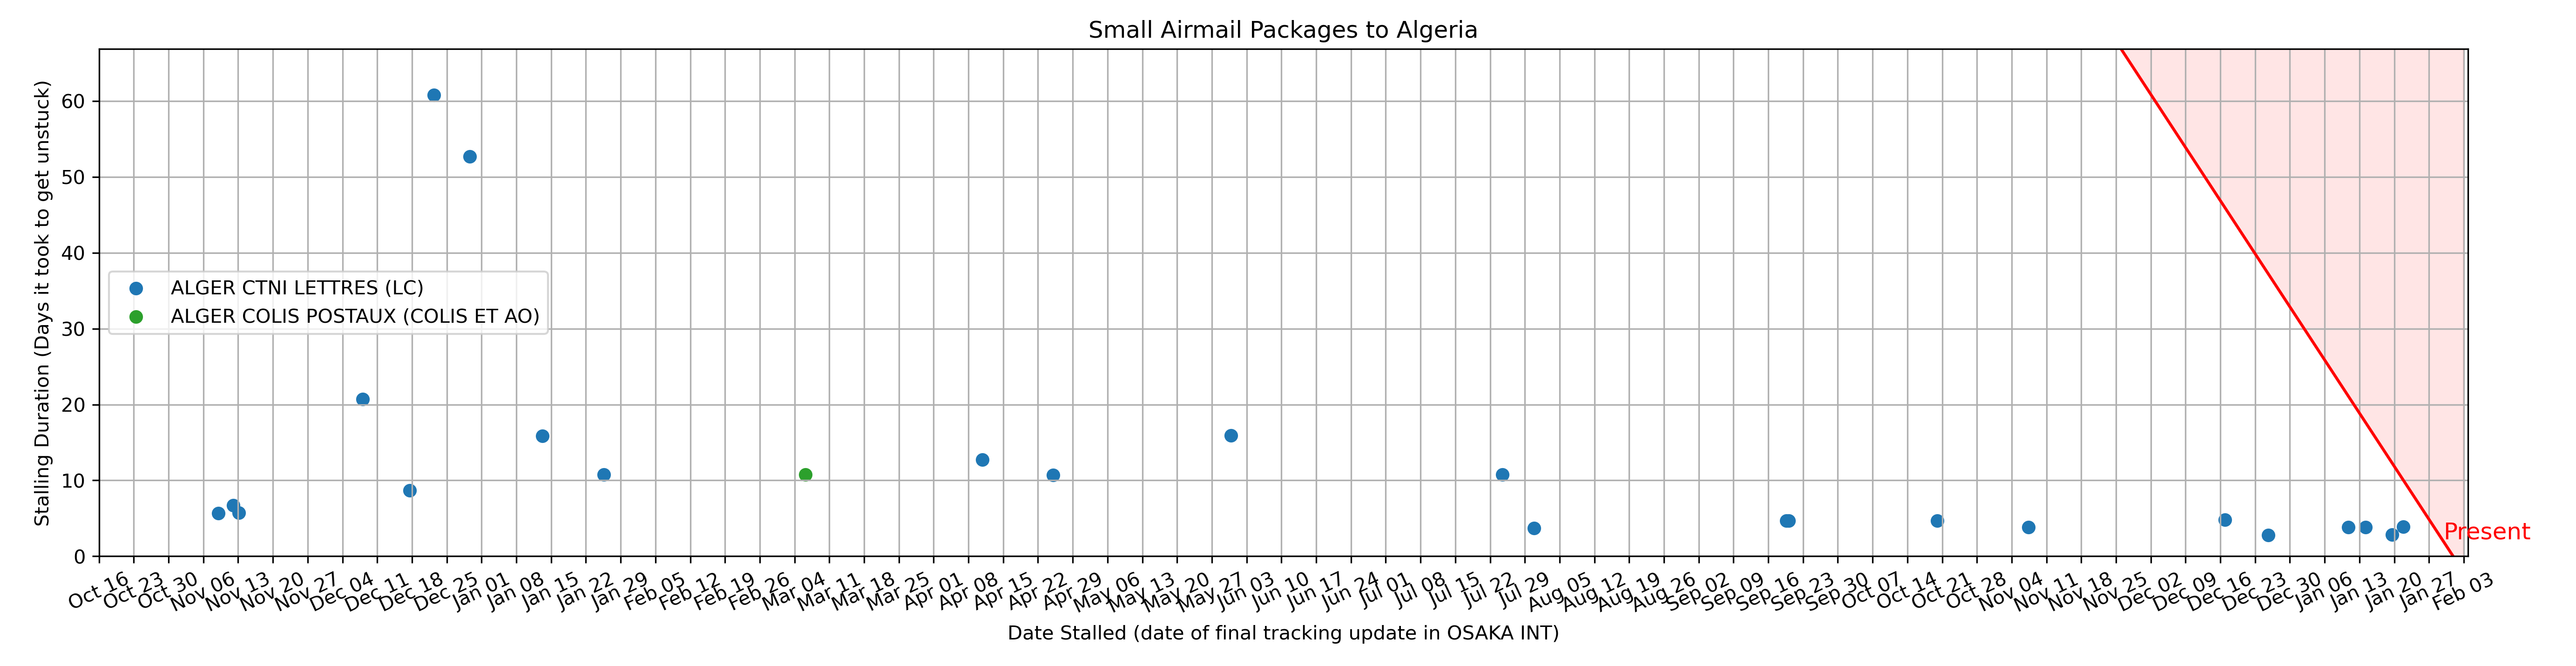 Small Airmail Packages to Algeria
Stalling Duration (Days it took to get unstuck)
60
50
40
30
20
10
0
ALGER CTNI LETTRES (LC)
ALGER COLIS POSTAUX (COLIS ET AO)
Present
Oct 16
Oct 23
Oct 30
Nov 06
Nov 13
Nov 20
Nov 27
Dec 04
Dec 11
Dec 18
Dec 25
Jan 01
Jan 08
Jan 15
Jan 22
Jan 29
Feb 05
Feb 12
Feb 19
Feb 26
Mar 04
Mar 11
Mar 18
Mar 25
Apr 01
Apr 08
Apr 15
Apr 22
Apr 29
May 06
May 13
May 20
May 27
Jun 03
Jun 10
Jun 17
Jun 24
Jul 01
Jul 08
Jul 15
Jul 22
Jul 29
Aug 05
Aug 12
Aug 19
Aug 26
Sep 02
Sep 09
Sep 16
Sep 23
Sep 30
Oct 07
Oct 14
Oct 21
Oct 28
Nov 04
Nov 11
Nov 18
Nov 25
Dec 02
Dec 09
Dec 16
Dec 23
Dec 30
Jan 06
Jan 13
Jan 20
Jan 27
Feb 03
Date Stalled (date of final tracking update in OSAKA INT)